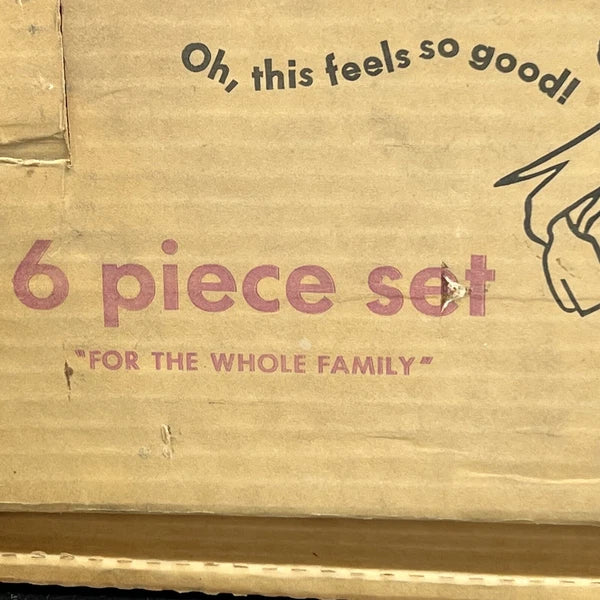 Oh, this feels so good!
6 piece set
"FOR THE WHOLE FAMILY"